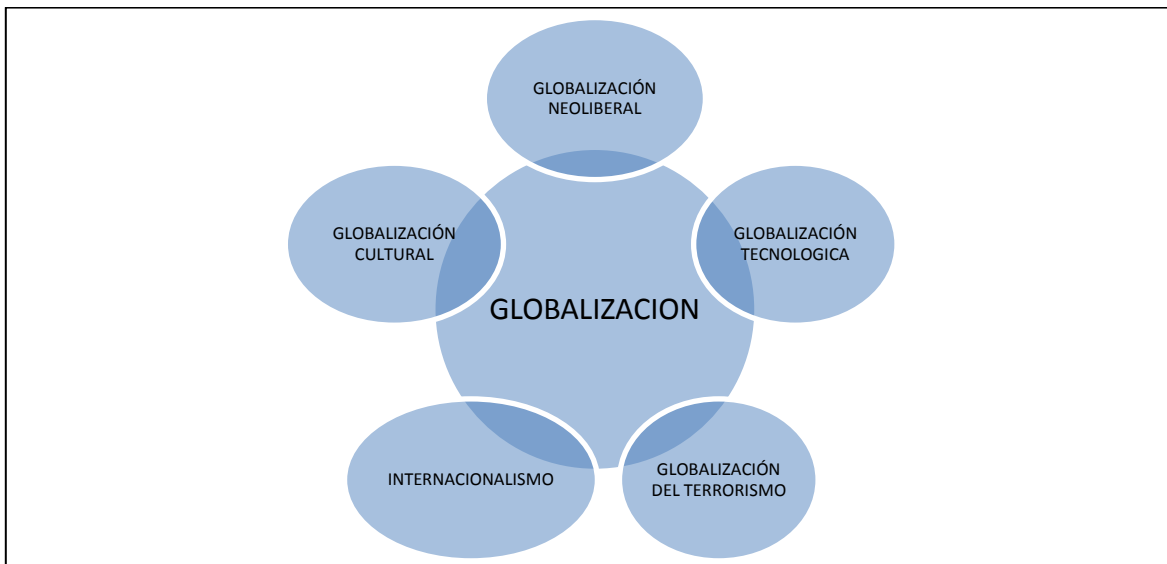 GLOBALIZACIÓN
NEOLIBERAL
GLOBALIZACIÓN
CULTURAL
GLOBALIZACIÓN
TECNOLOGICA
GLOBALIZACION
INTERNACIONALISMO
GLOBALIZACIÓN
DEL TERRORISMO